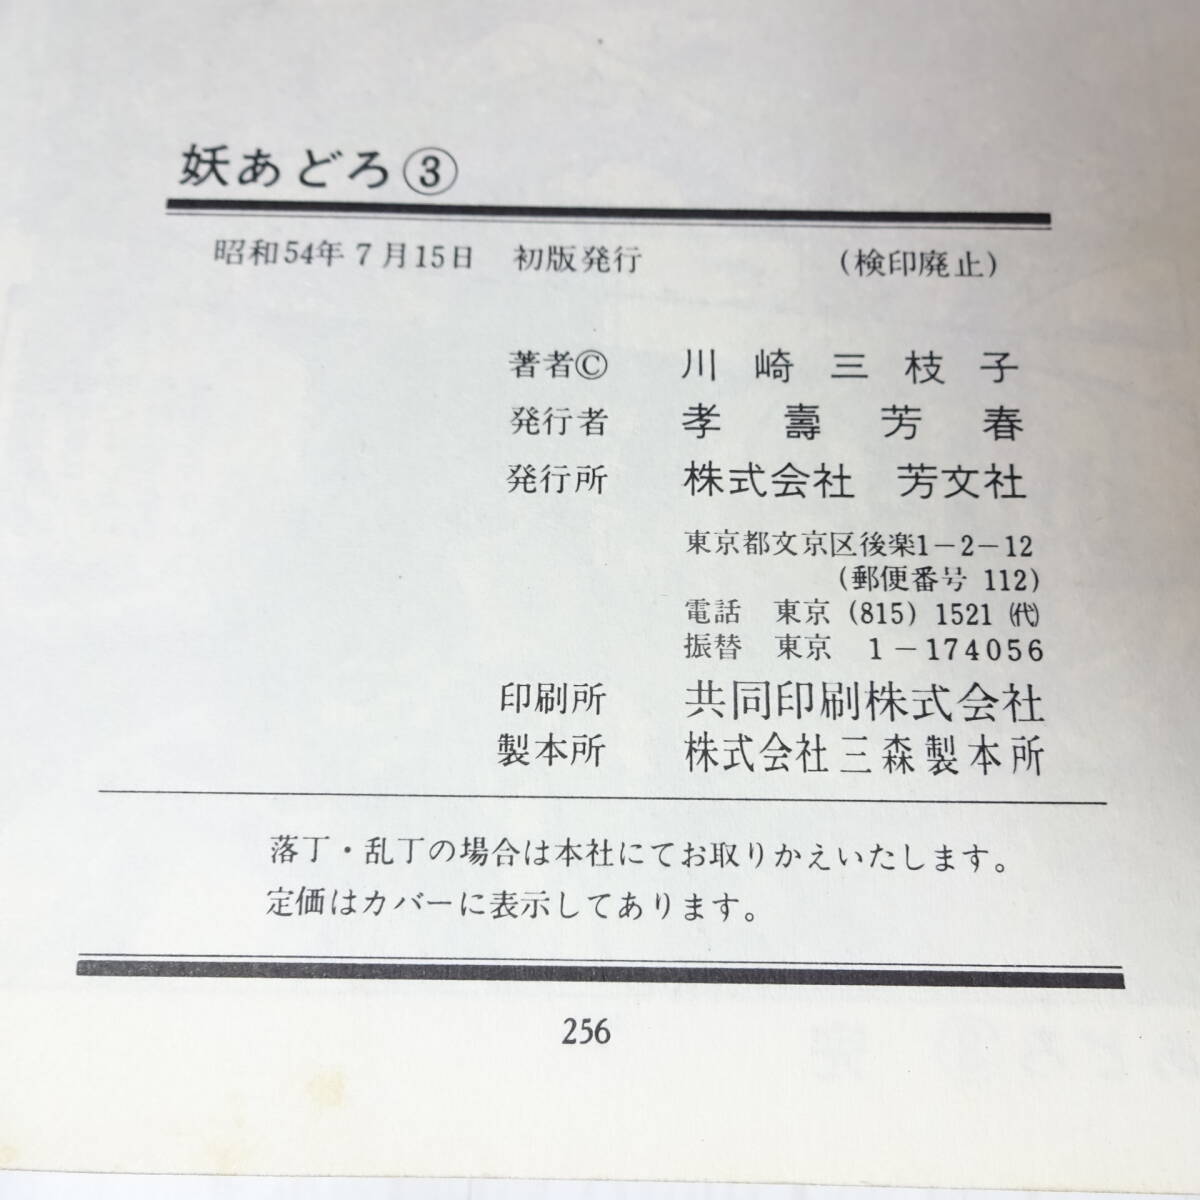 妖あどろ③
昭和54年7月15日　初版発行　（検印廃止）
著者©　川崎三枝子
発行者　孝壽芳春
発行所　株式会社　芳文社
東京都文京区後楽1－2－12
（郵便番号 112）
電話　東京（815）1521㈹
振替　東京　1－174056
印刷所　共同印刷株式会社
製本所　株式会社三森製本所
落丁・乱丁の場合は本社にてお取りかえいたします。
定価はカバーに表示してあります。
256